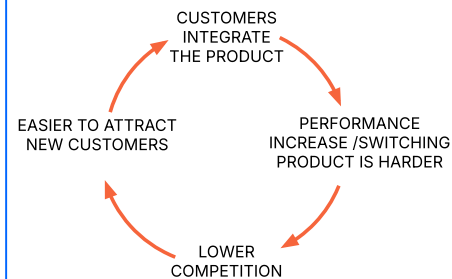 CUSTOMERS
INTEGRATE
THE PRODUCT
PERFORMANCE
INCREASE /SWITCHING
PRODUCT IS HARDER
LOWER
COMPETITION
EASIER TO ATTRACT
NEW CUSTOMERS